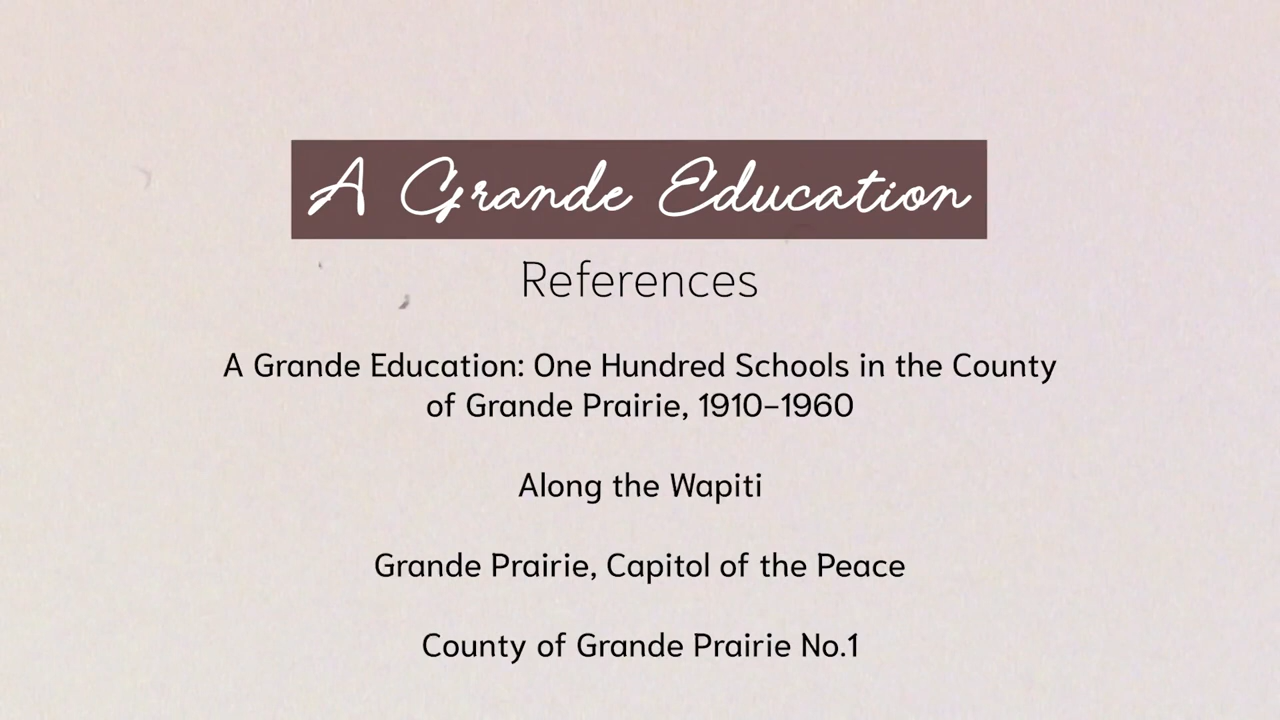 A Grande Education
References
A Grande Education: One Hundred Schools in the County
of Grande Prairie, 1910-1960
Along the Wapiti
Grande Prairie, Capitol of the Peace
County of Grande Prairie No.1